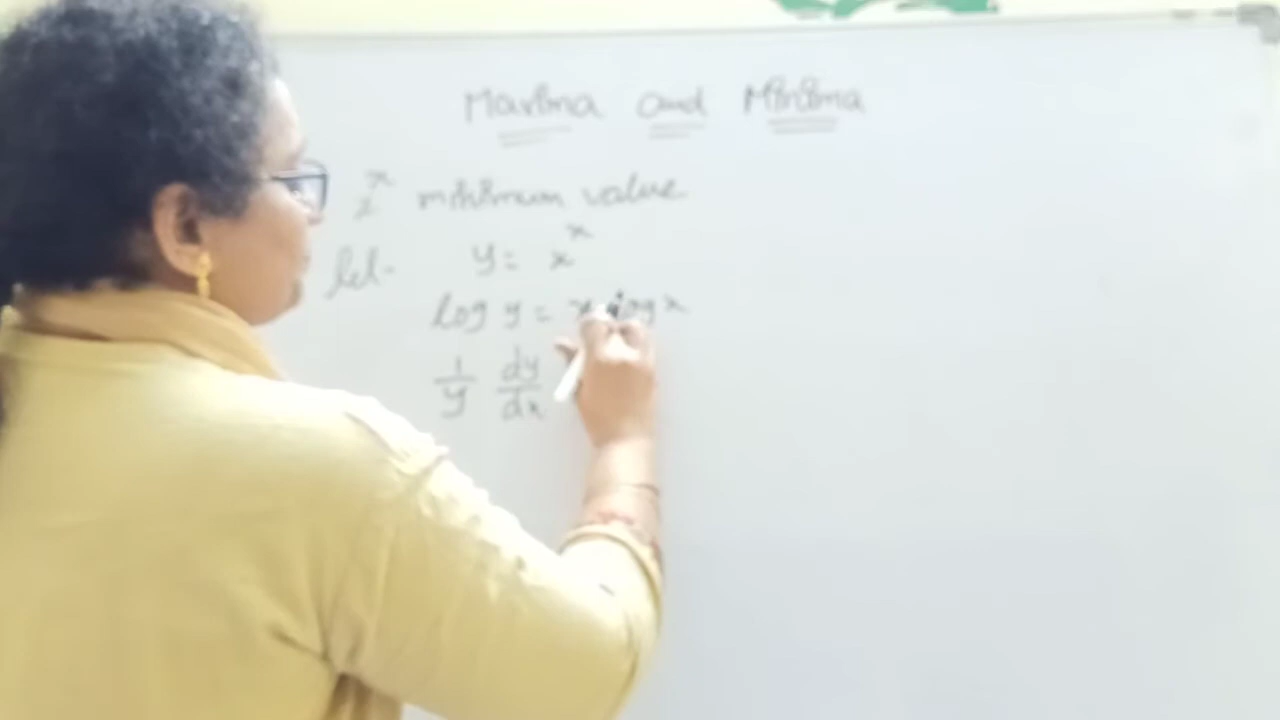 Maxima and Minima
x^x minimum value
let y = x^x
log y = x log x
1/y dy/dx